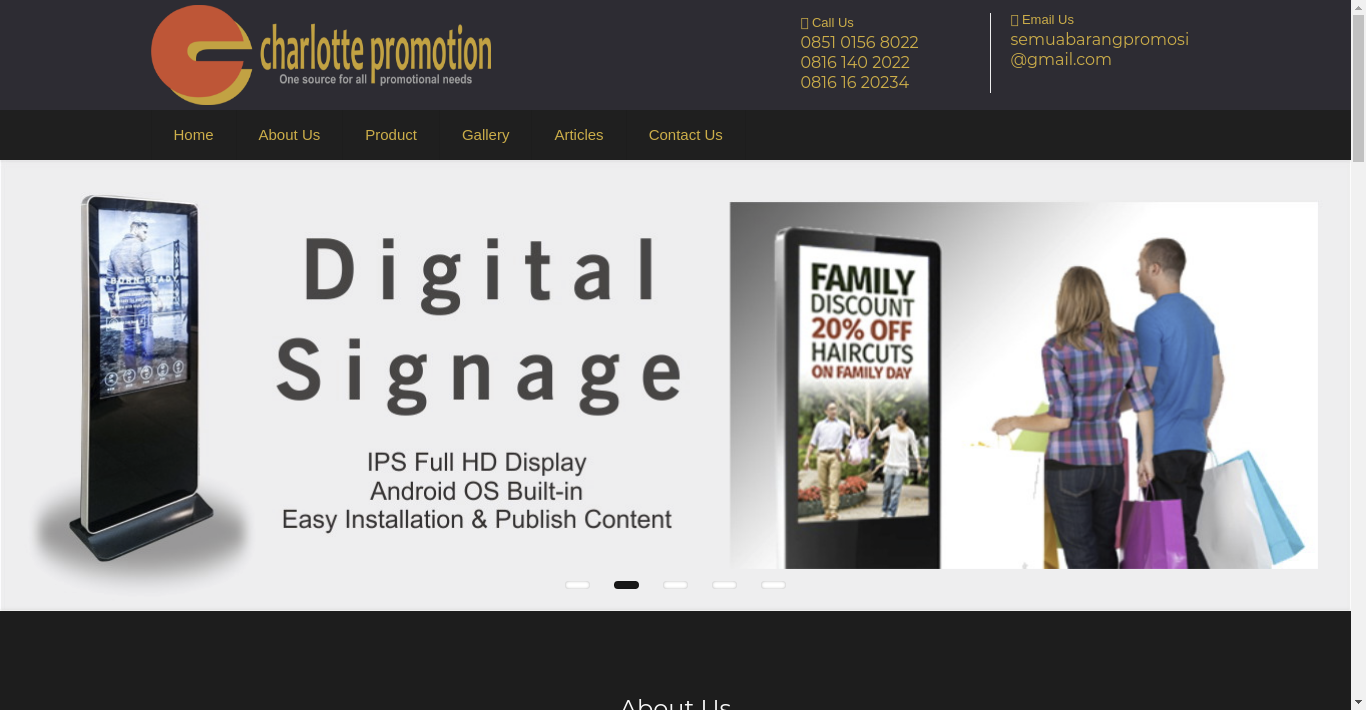 charlotte promotion
One source for all promotional needs
Call Us
0851 0156 8022
0816 140 2022
0816 16 20234
Email Us
semuabarangpromosi
@gmail.com
Home
About Us
Product
Gallery
Articles
Contact Us
BORN READY
Digital
Signage
IPS Full HD Display
Android OS Built-in
Easy Installation & Publish Content
FAMILY
DISCOUNT
20% OFF
HAIRCUTS
ON FAMILY DAY
About Us